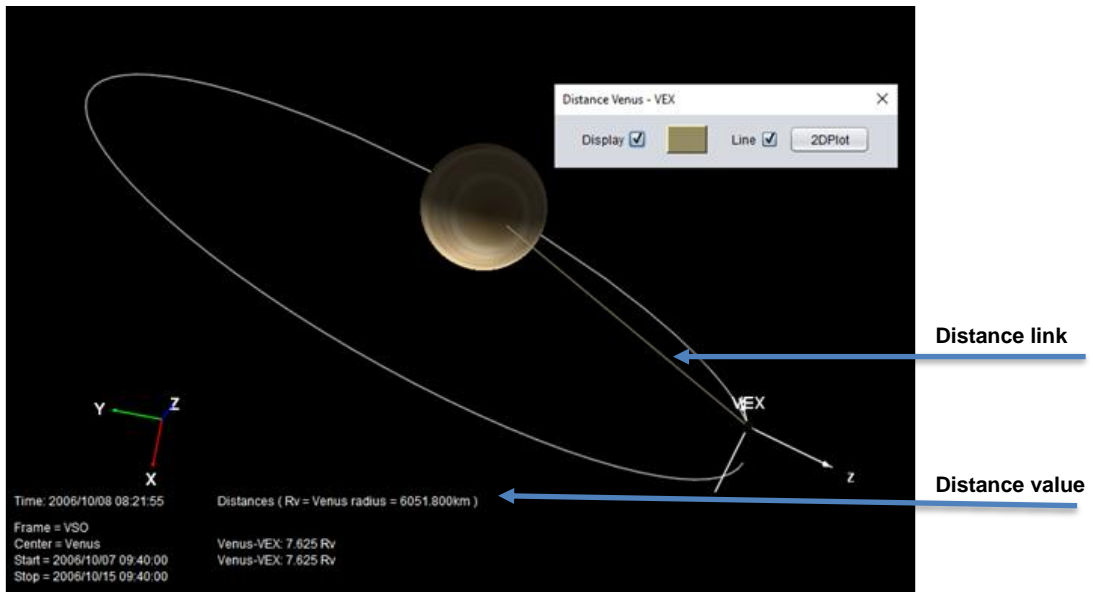 Distance Venus - VEX
Display
Line
2DPlot
Distance link
VEX
Z
Y
Z
X
Distance value
Time: 2006/10/08 08:21:55
Distances ( Rv = Venus radius = 6051.800km )
Frame = VSO
Center = Venus
Venus-VEX: 7.625 Rv
Start = 2006/10/07 09:40:00
Venus-VEX: 7.625 Rv
Stop = 2006/10/15 09:40:00